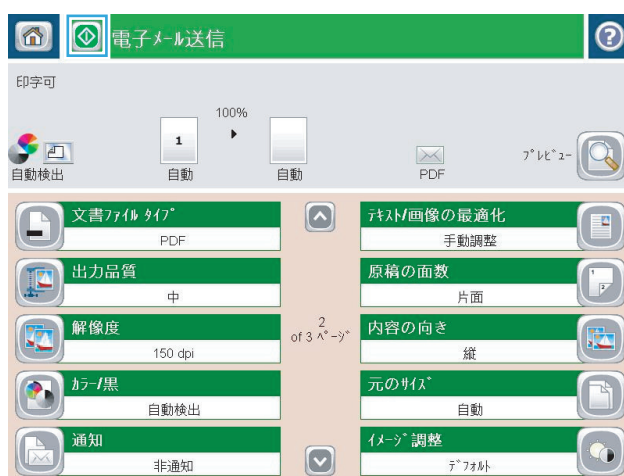 電子メール送信
印字可
100%
1
自動検出
自動
自動
PDF
プレビュー
文書ファイル タイプ
PDF
テキスト/画像の最適化
手動調整
出力品質
中
原稿の面数
片面
1
2
解像度
150 dpi
2
of 3 ページ
内容の向き
縦
カラー/黒
自動検出
元のサイズ
自動
通知
非通知
イメージ調整
デフォルト